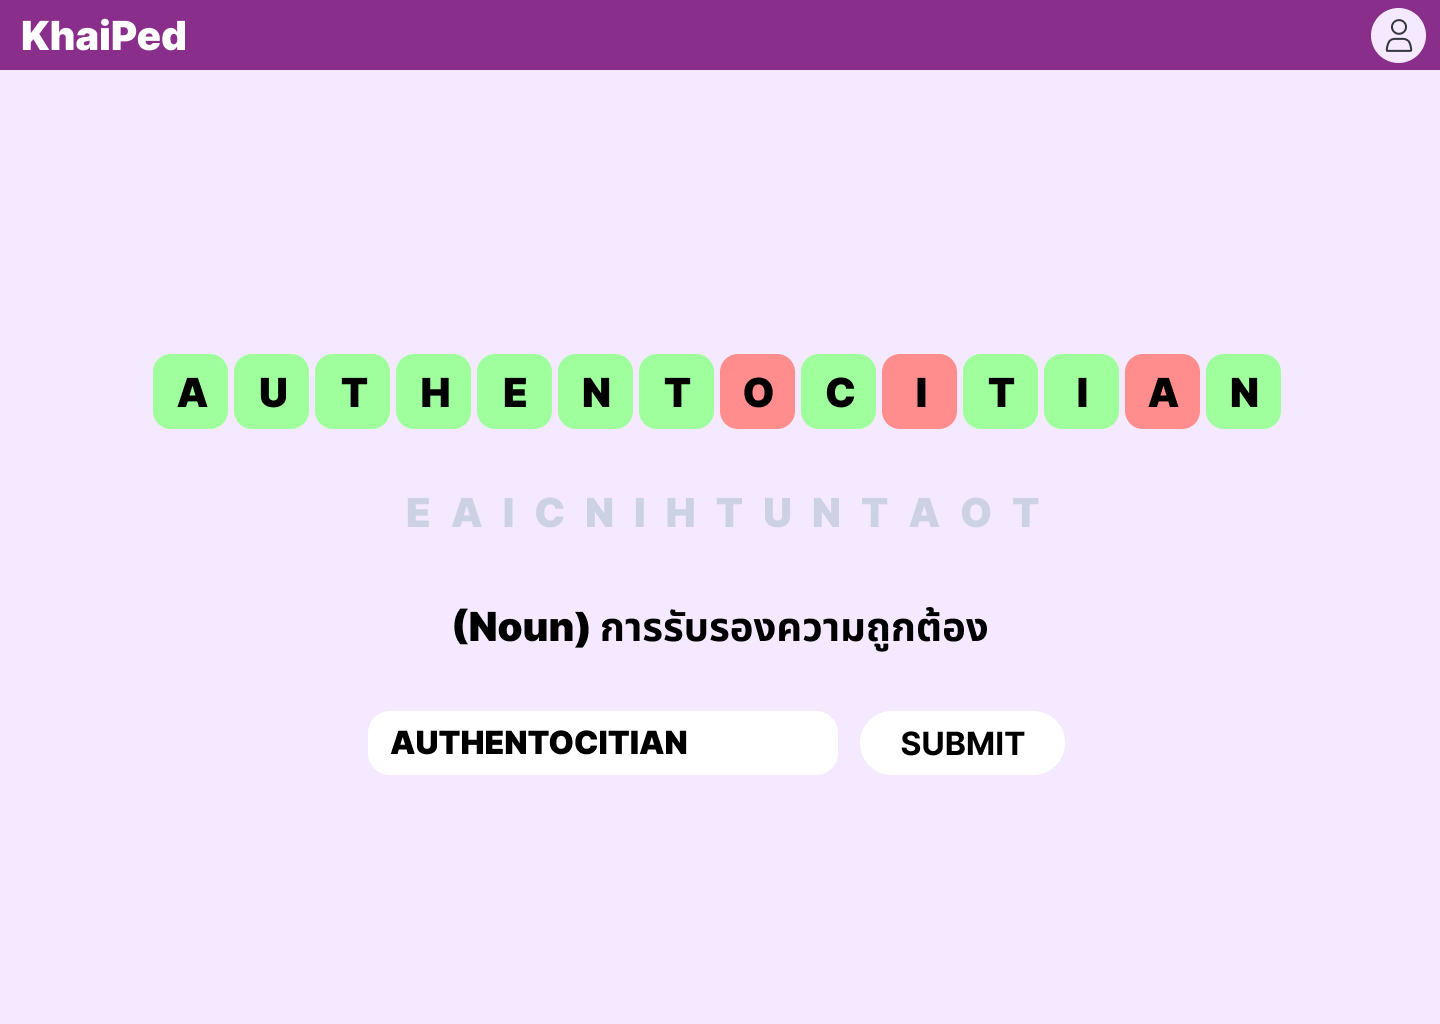 KhaiPed
A U T H E N T O C I T I A N
E A I C N I H T U N T A O T
(Noun) การรับรองความถูกต้อง
AUTHENTOCITIAN SUBMIT